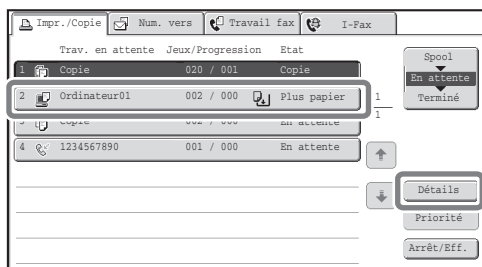 Impr./Copie Num. vers Travail fax I-Fax
Trav. en attente Jeux/Progression Etat
1 Copie 020 / 001 Copie
2 Ordinateur01 002 / 000 Plus papier
3 Copie 002 / 000 En attente
4 1234567890 001 / 000 En attente
1
1
Spool
En attente
Terminé
Détails
Priorité
Arrêt/Eff.